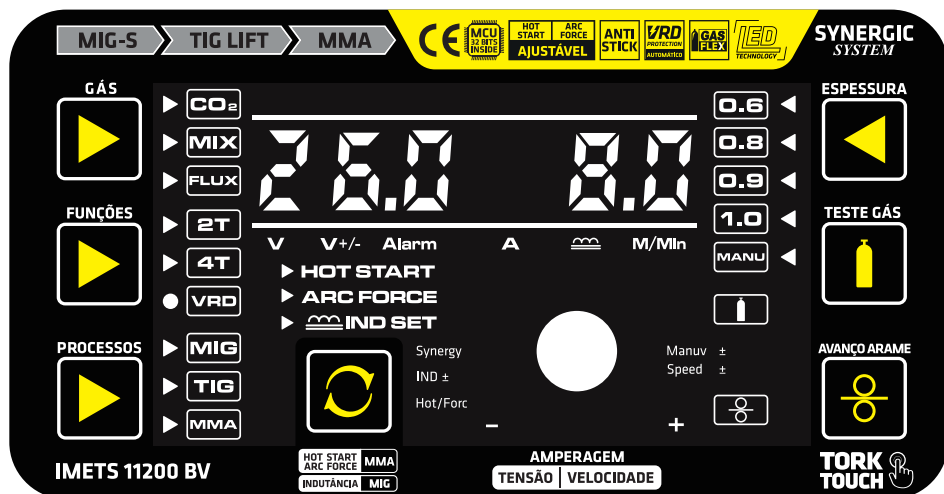 MIG-S TIG LIFT MMA
CE MCU 32 BITS INSIDE
HOT START ARC FORCE AJUSTÁVEL
ANTI STICK
VRD PROTECTION AUTOMÁTICO
GAS FLEX
LED TECHNOLOGY
SYNERGIC
SYSTEM
GÁS
FUNÇÕES
PROCESSOS
CO₂
MIX
FLUX
2T
4T
VRD
MIG
TIG
MMA
26.0 8.0
V V+/- Alarm A M/MIn
HOT START
ARC FORCE
IND SET
Synergy
IND ±
Hot/Forc
Manuv ±
Speed ±
- +
0.6
0.8
0.9
1.0
MANU
ESPESSURA
TESTE GÁS
AVANÇO ARAME
IMETS 11200 BV
HOT START ARC FORCE MMA
INDUTÂNCIA MIG
AMPERAGEM
TENSÃO VELOCIDADE
TORK
TOUCH